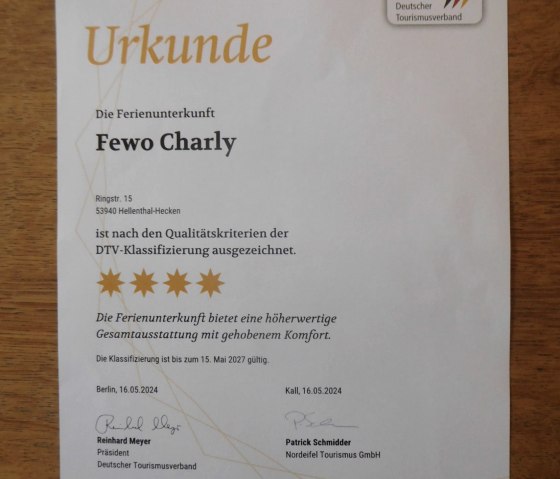 Deutscher
Tourismusverband
Urkunde
Die Ferienunterkunft
Fewo Charly
Ringstr. 15
53940 Hellenthal-Hecken
ist nach den Qualitätskriterien der
DTV-Klassifizierung ausgezeichnet.
Die Ferienunterkunft bietet eine höherwertige
Gesamtausstattung mit gehobenem Komfort.
Die Klassifizierung ist bis zum 15. Mai 2027 gültig.
Berlin, 16.05.2024
Kall, 16.05.2024
Reinhard Meyer
Präsident
Deutscher Tourismusverband
Patrick Schmidder
Nordeifel Tourismus GmbH